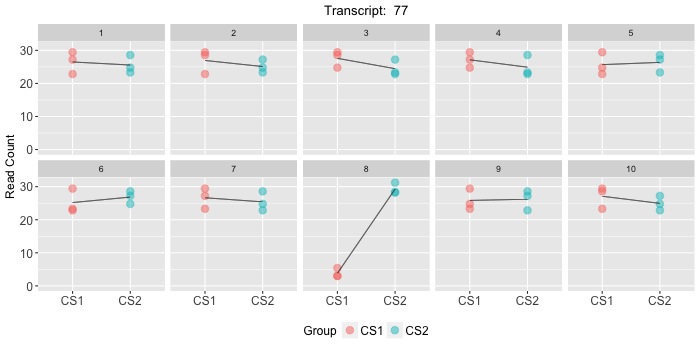 Transcript: 77
1 2 3 4 5
30
20
10
0
Read Count
6 7 8 9 10
30
20
10
0
CS1 CS2 CS1 CS2 CS1 CS2 CS1 CS2 CS1 CS2
Group CS1 CS2